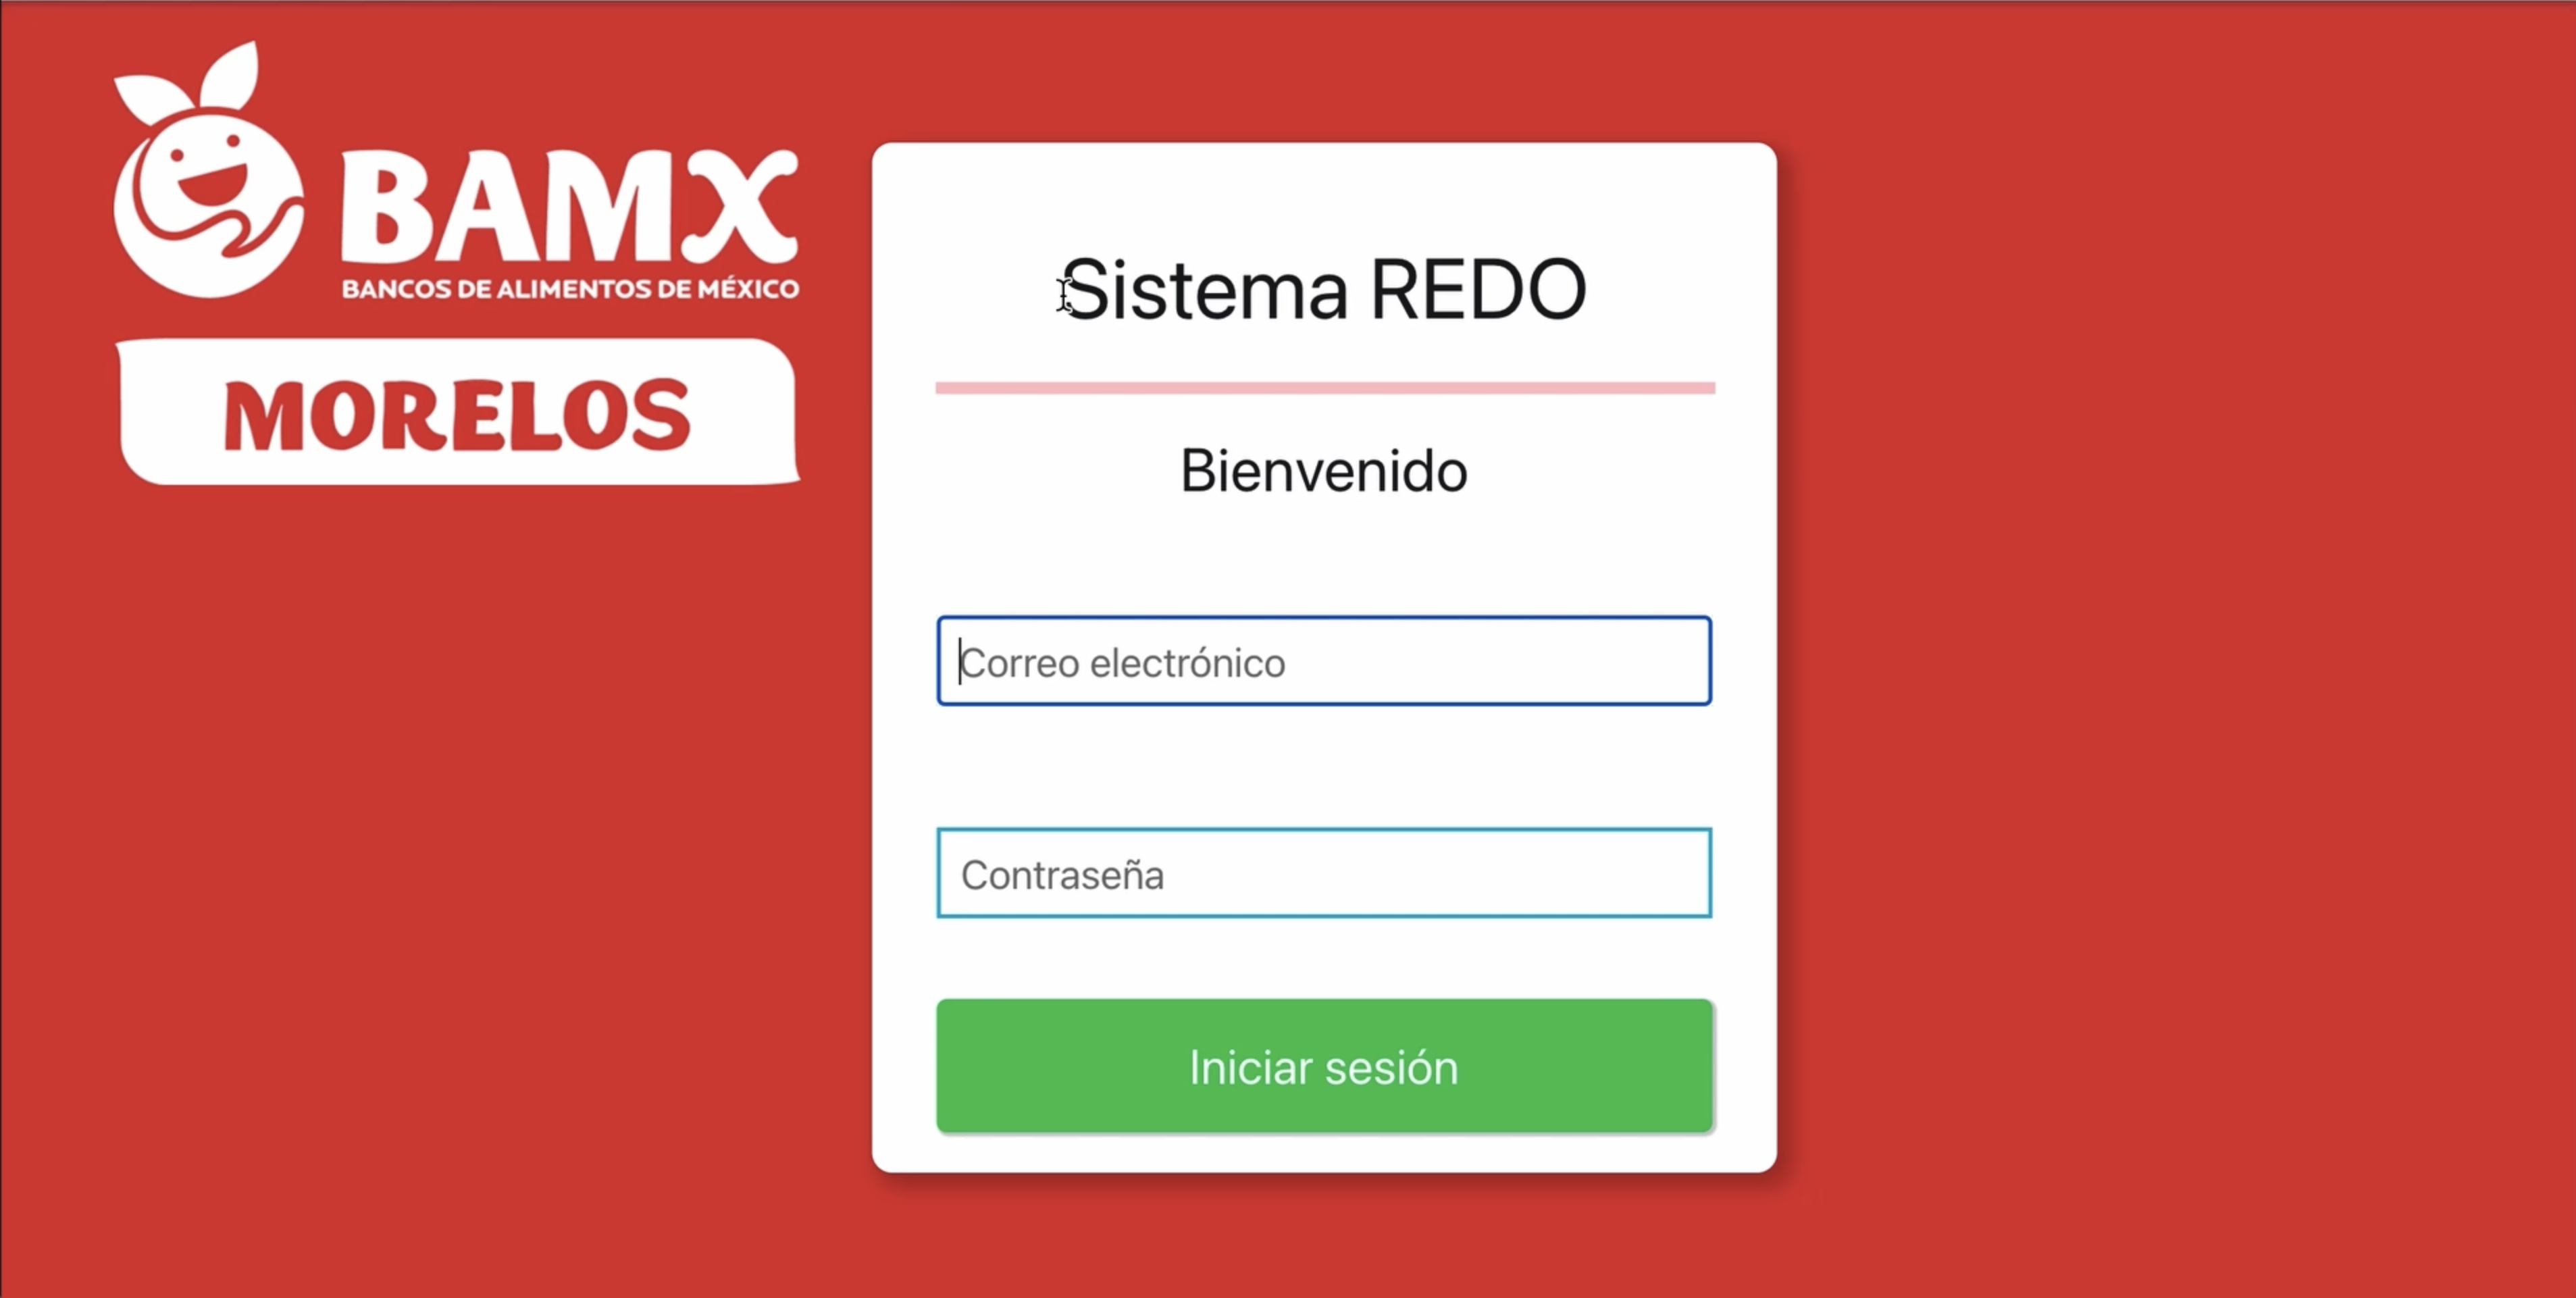 BAMX
BANCOS DE ALIMENTOS DE MÉXICO
MORELOS
Sistema REDO
Bienvenido
Correo electrónico
Contraseña
Iniciar sesión